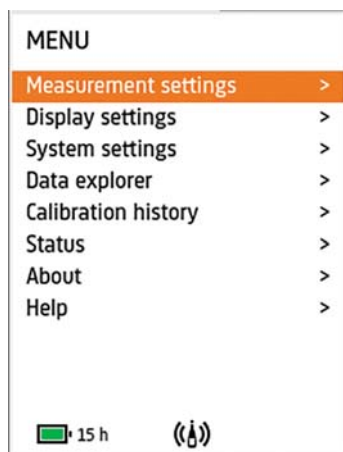 MENU
Measurement settings >
Display settings >
System settings >
Data explorer >
Calibration history >
Status >
About >
Help >
15 h